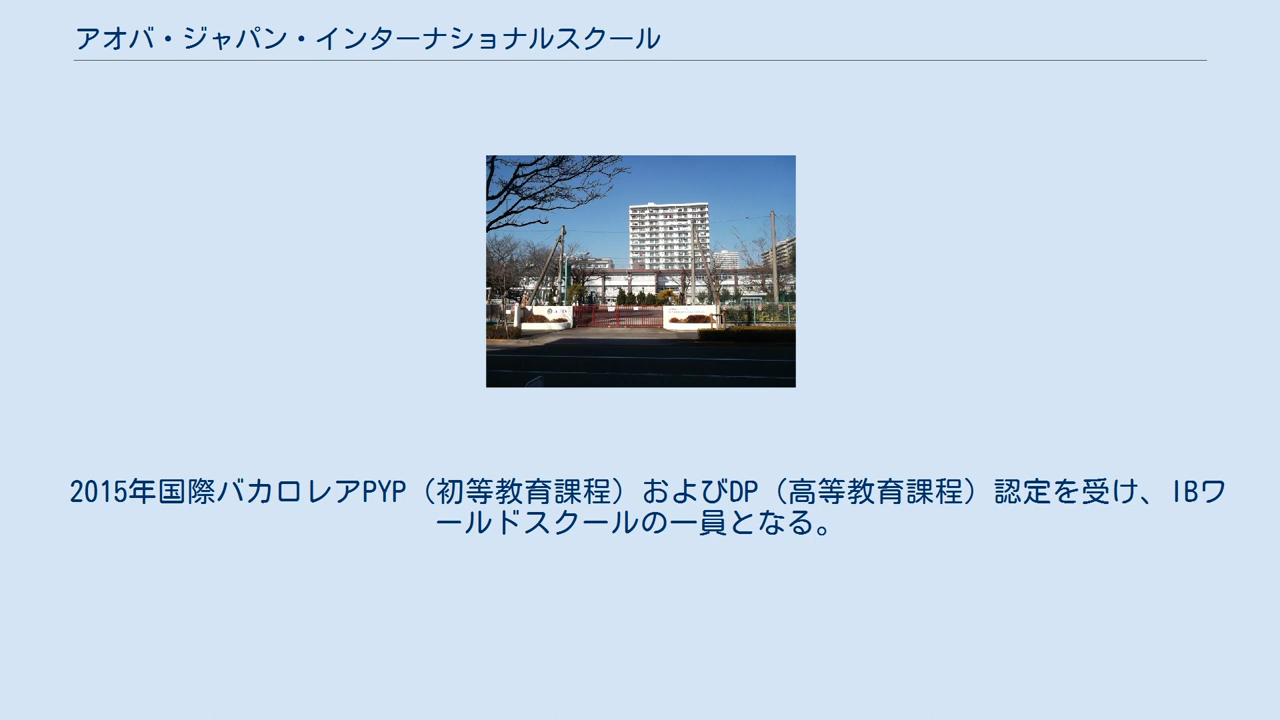 アオバ・ジャパン・インターナショナルスクール
2015年国際バカロレアPYP（初等教育課程）およびDP（高等教育課程）認定を受け、IBワ
ールドスクールの一員となる。